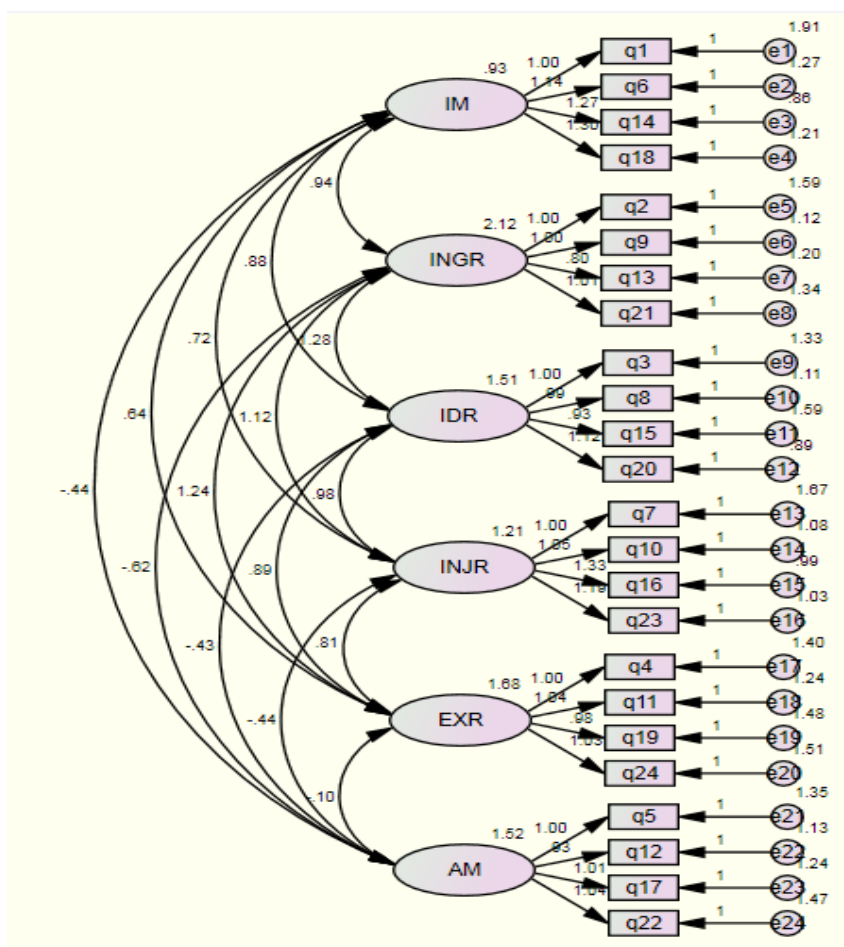 1.91
.93 1.00 q1 1 e1
1.27
1.14 q6 1 e2
.86
1.27 q14 1 e3
1.21
1.30 q18 1 e4
.94
1.59
2.12 1.00 q2 1 e5
1.12
1.00 q9 1 e6
1.20
.80 q13 1 e7
1.34
1.01 q21 1 e8
IM
INGR
.88
.72
1.28
1.33
1.51 1.00 q3 1 e9
1.11
.99 q8 1 e10
1.59
.93 q15 1 e11
.89
1.12 q20 1 e12
IDR
.64
1.12
-.44
1.24
.98
1.67
1.21 1.00 q7 1 e13
1.08
1.05 q10 1 e14
.99
1.33 q16 1 e15
1.03
1.19 q23 1 e16
INJR
-.62
.89
.81
-.43
1.40
1.68 1.00 q4 1 e17
1.24
1.04 q11 1 e18
1.48
.98 q19 1 e19
1.51
1.03 q24 1 e20
EXR
-.44
-.10
1.35
1.52 1.00 q5 1 e21
1.13
.93 q12 1 e22
1.24
1.01 q17 1 e23
1.47
1.04 q22 1 e24
AM